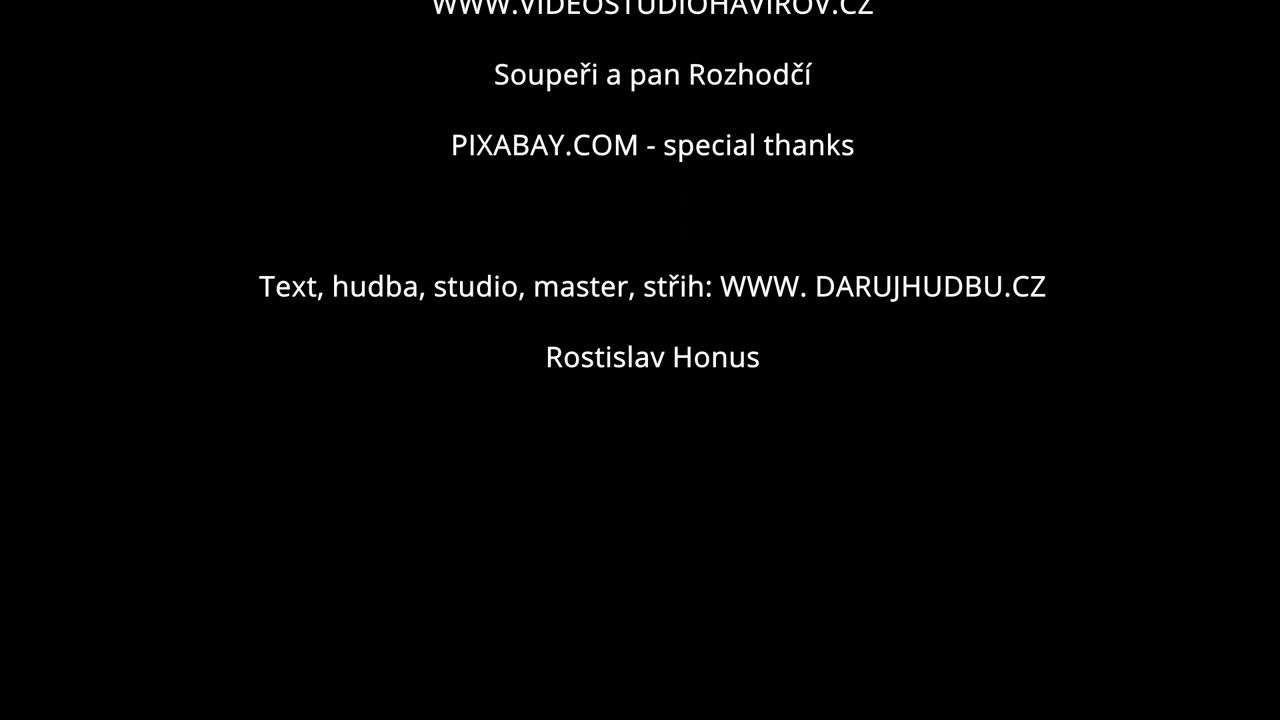 WWW.VIDEOSTUDIOHAVIROV.CZ
Soupeři a pan Rozhodčí
PIXABAY.COM - special thanks
Text, hudba, studio, master, střih: WWW. DARUJHUDBU.CZ
Rostislav Honus